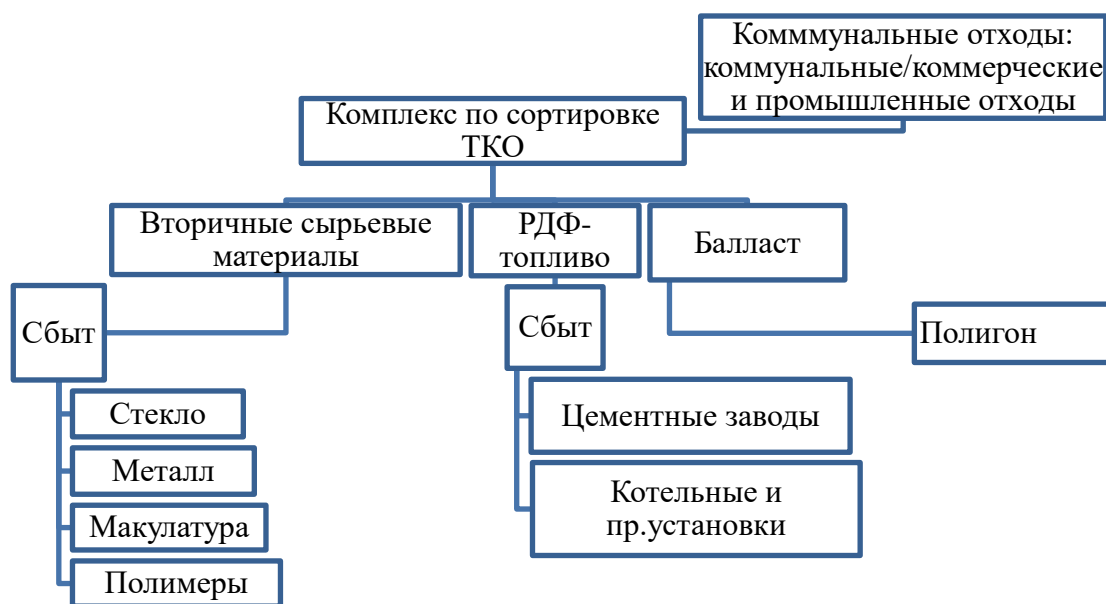 Комммунальные отходы:
коммунальные/коммерческие
и промышленные отходы
Комплекс по сортировке
ТКО
Вторичные сырьевые
материалы
РДФ-
топливо
Балласт
Сбыт
Сбыт
Полигон
Стекло
Металл
Макулатура
Полимеры
Цементные заводы
Котельные и
пр.установки